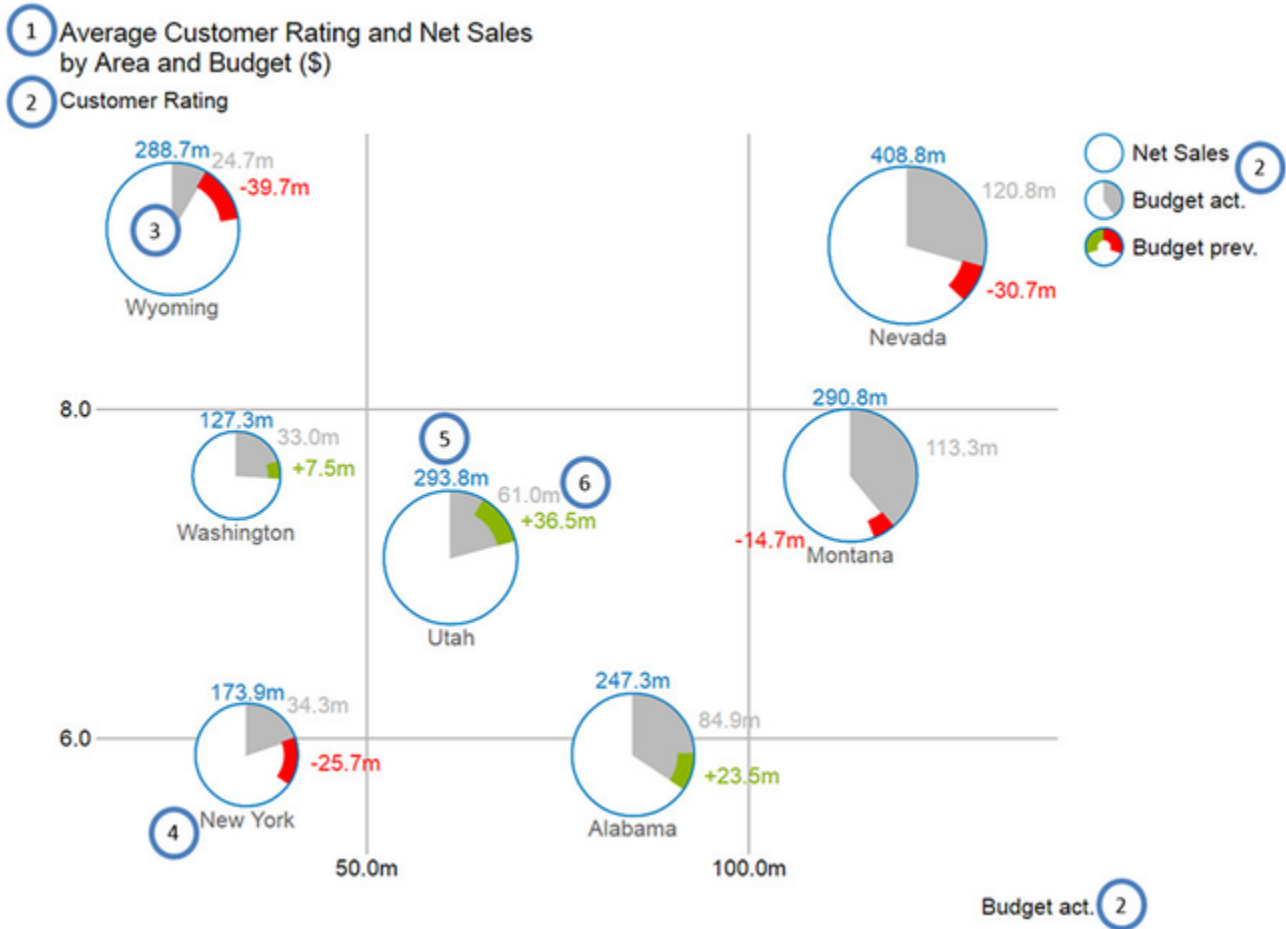 1 Average Customer Rating and Net Sales
by Area and Budget ($)
2 Customer Rating
288.7m
24.7m
-39.7m
3
Wyoming
408.8m
120.8m
-30.7m
Nevada
Net Sales 2
Budget act.
Budget prev.
8.0
127.3m
33.0m
+7.5m
Washington
5
293.8m
61.0m 6
+36.5m
Utah
290.8m
113.3m
-14.7m
Montana
6.0
173.9m
34.3m
-25.7m
4 New York
247.3m
84.9m
+23.5m
Alabama
50.0m
100.0m
Budget act. 2